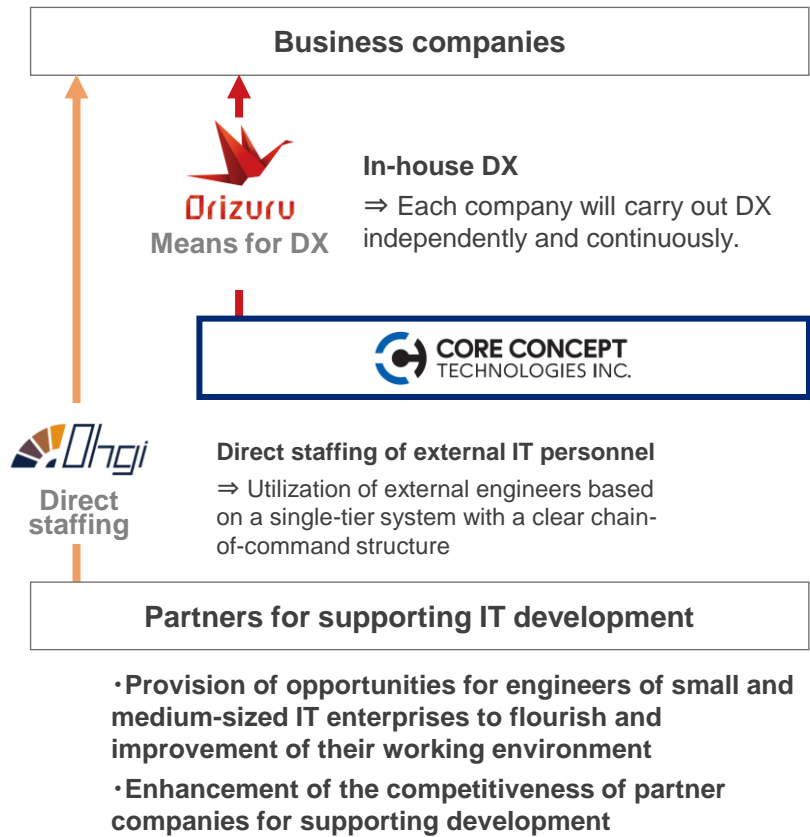 Business companies
Orizuru
Means for DX
In-house DX
⇒ Each company will carry out DX
independently and continuously.
CORE CONCEPT
TECHNOLOGIES INC.
Ohgi
Direct
staffing
Direct staffing of external IT personnel
⇒ Utilization of external engineers based
on a single-tier system with a clear chain-
of-command structure
Partners for supporting IT development
・Provision of opportunities for engineers of small and
medium-sized IT enterprises to flourish and
improvement of their working environment
・Enhancement of the competitiveness of partner
companies for supporting development